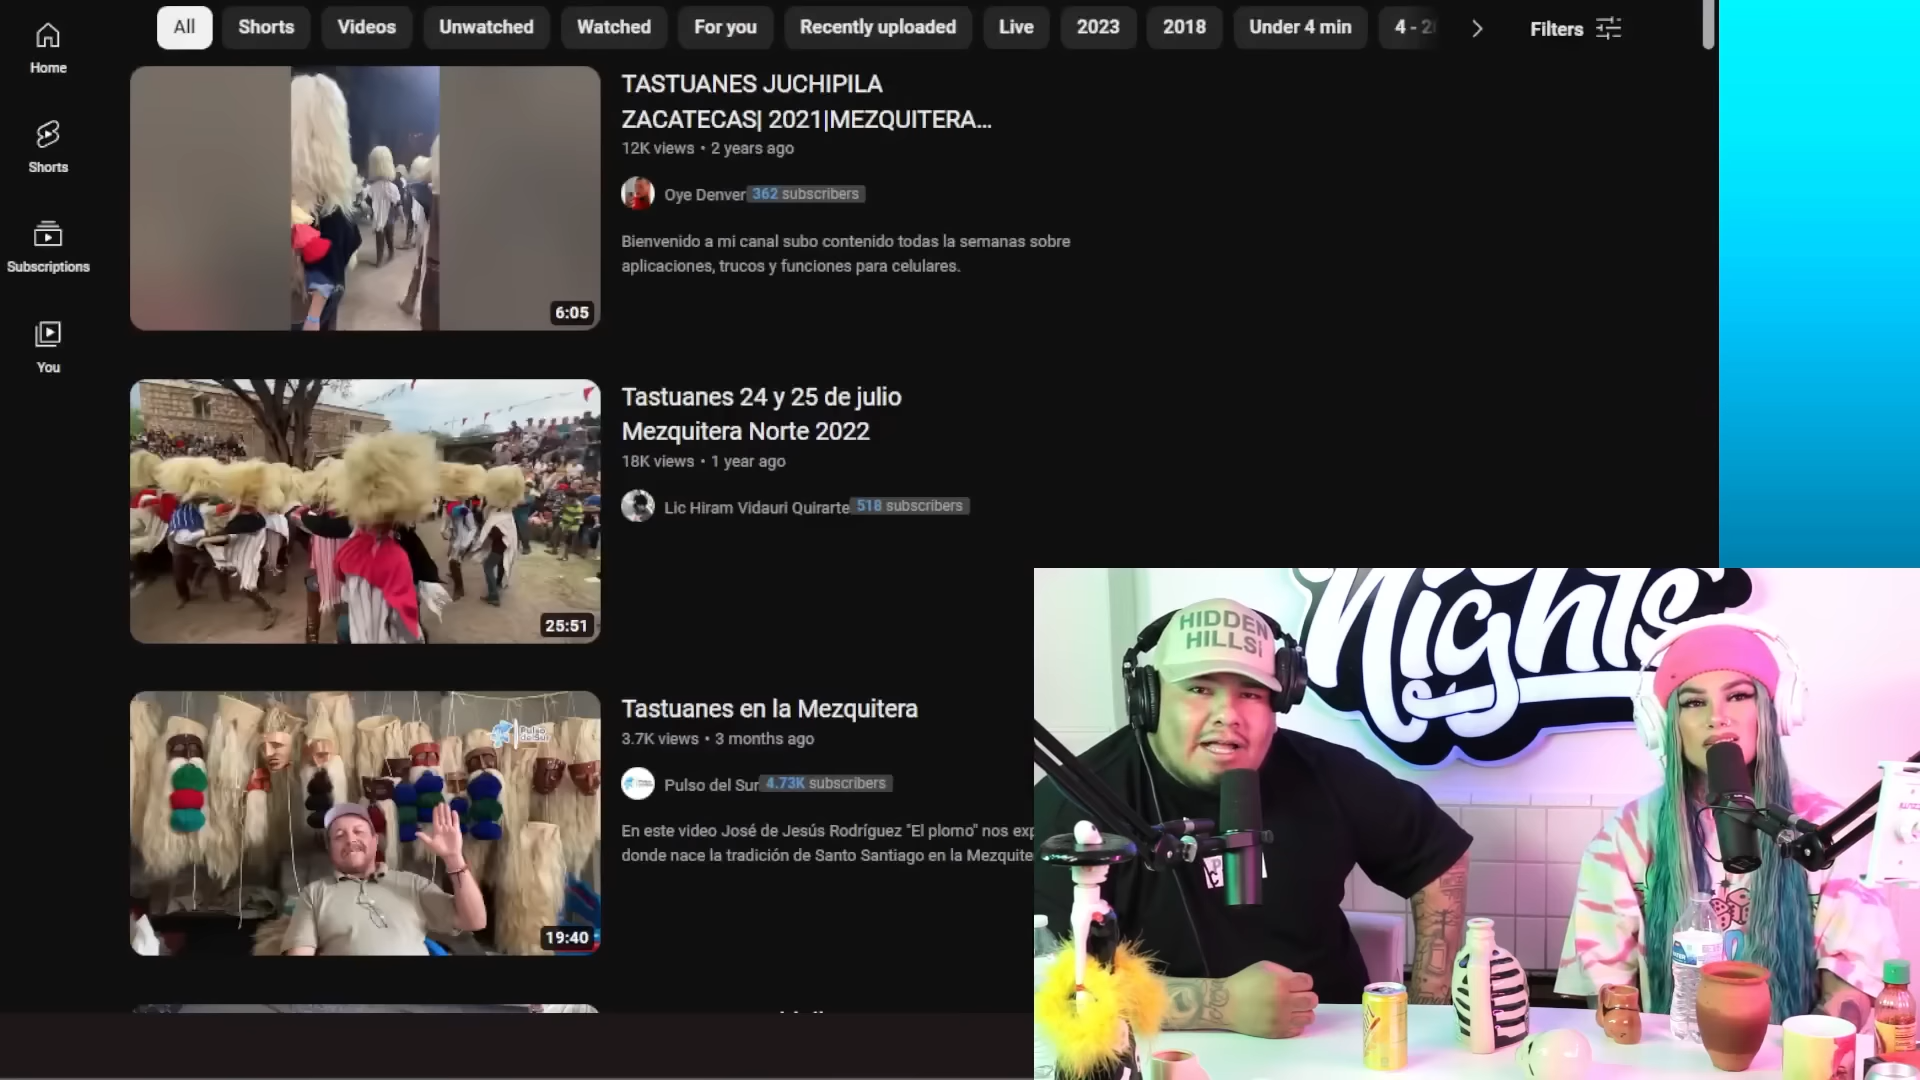 All
Shorts
Videos
Unwatched
Watched
For you
Recently uploaded
Live
2023
2018
Under 4 min
Filters
Home
Shorts
Subscriptions
You
TASTUANES JUCHIPILA
ZACATECAS| 2021|MEZQUITERA...
12K views • 2 years ago
Oye Denver 362 subscribers
Bienvenido a mi canal subo contenido todas la semanas sobre
aplicaciones, trucos y funciones para celulares.
6:05
Tastuanes 24 y 25 de julio
Mezquitera Norte 2022
18K views • 1 year ago
Lic Hiram Vidauri Quirarte 518 subscribers
25:51
Tastuanes en la Mezquitera
3.7K views • 3 months ago
Pulso del Sur 4.73K subscribers
En este video José de Jesús Rodríguez "El plomo" nos
donde nace la tradición de Santo Santiago en la
Pulso
del Sur
19:40
Nights
HIDDEN
HILLS